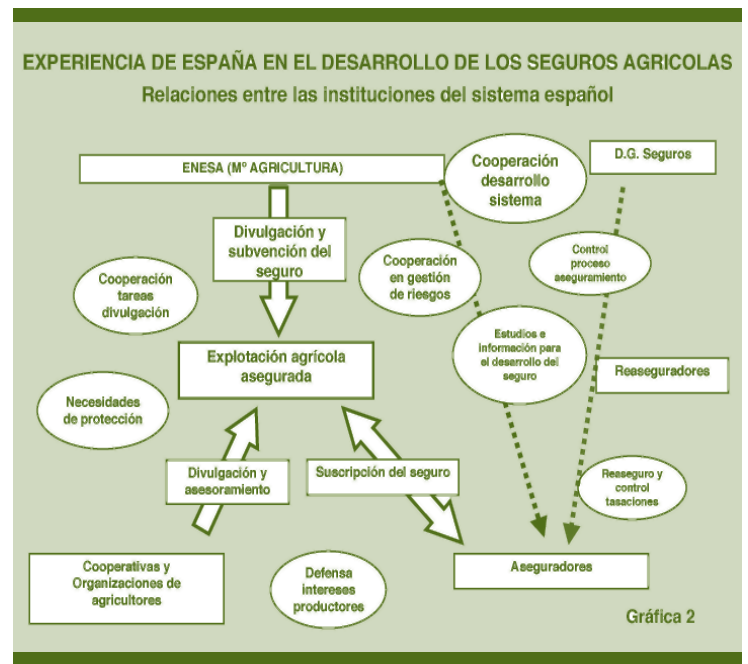 EXPERIENCIA DE ESPAÑA EN EL DESARROLLO DE LOS SEGUROS AGRICOLAS
Relaciones entre las instituciones del sistema español
ENESA (Mº AGRICULTURA)
Cooperación
desarrollo
sistema
D.G. Seguros
Divulgación y
subvención del
seguro
Cooperación
en gestión
de riesgos
Control
proceso
aseguramiento
Cooperación
tareas
divulgación
Estudios e
información para
el desarrollo del
seguro
Explotación agrícola
asegurada
Reaseguradores
Necesidades
de protección
Divulgación y
asesoramiento
Suscripción del seguro
Reaseguro y
control
tasaciones
Cooperativas y
Organizaciones de
agricultores
Defensa
intereses
productores
Aseguradores
Gráfica 2